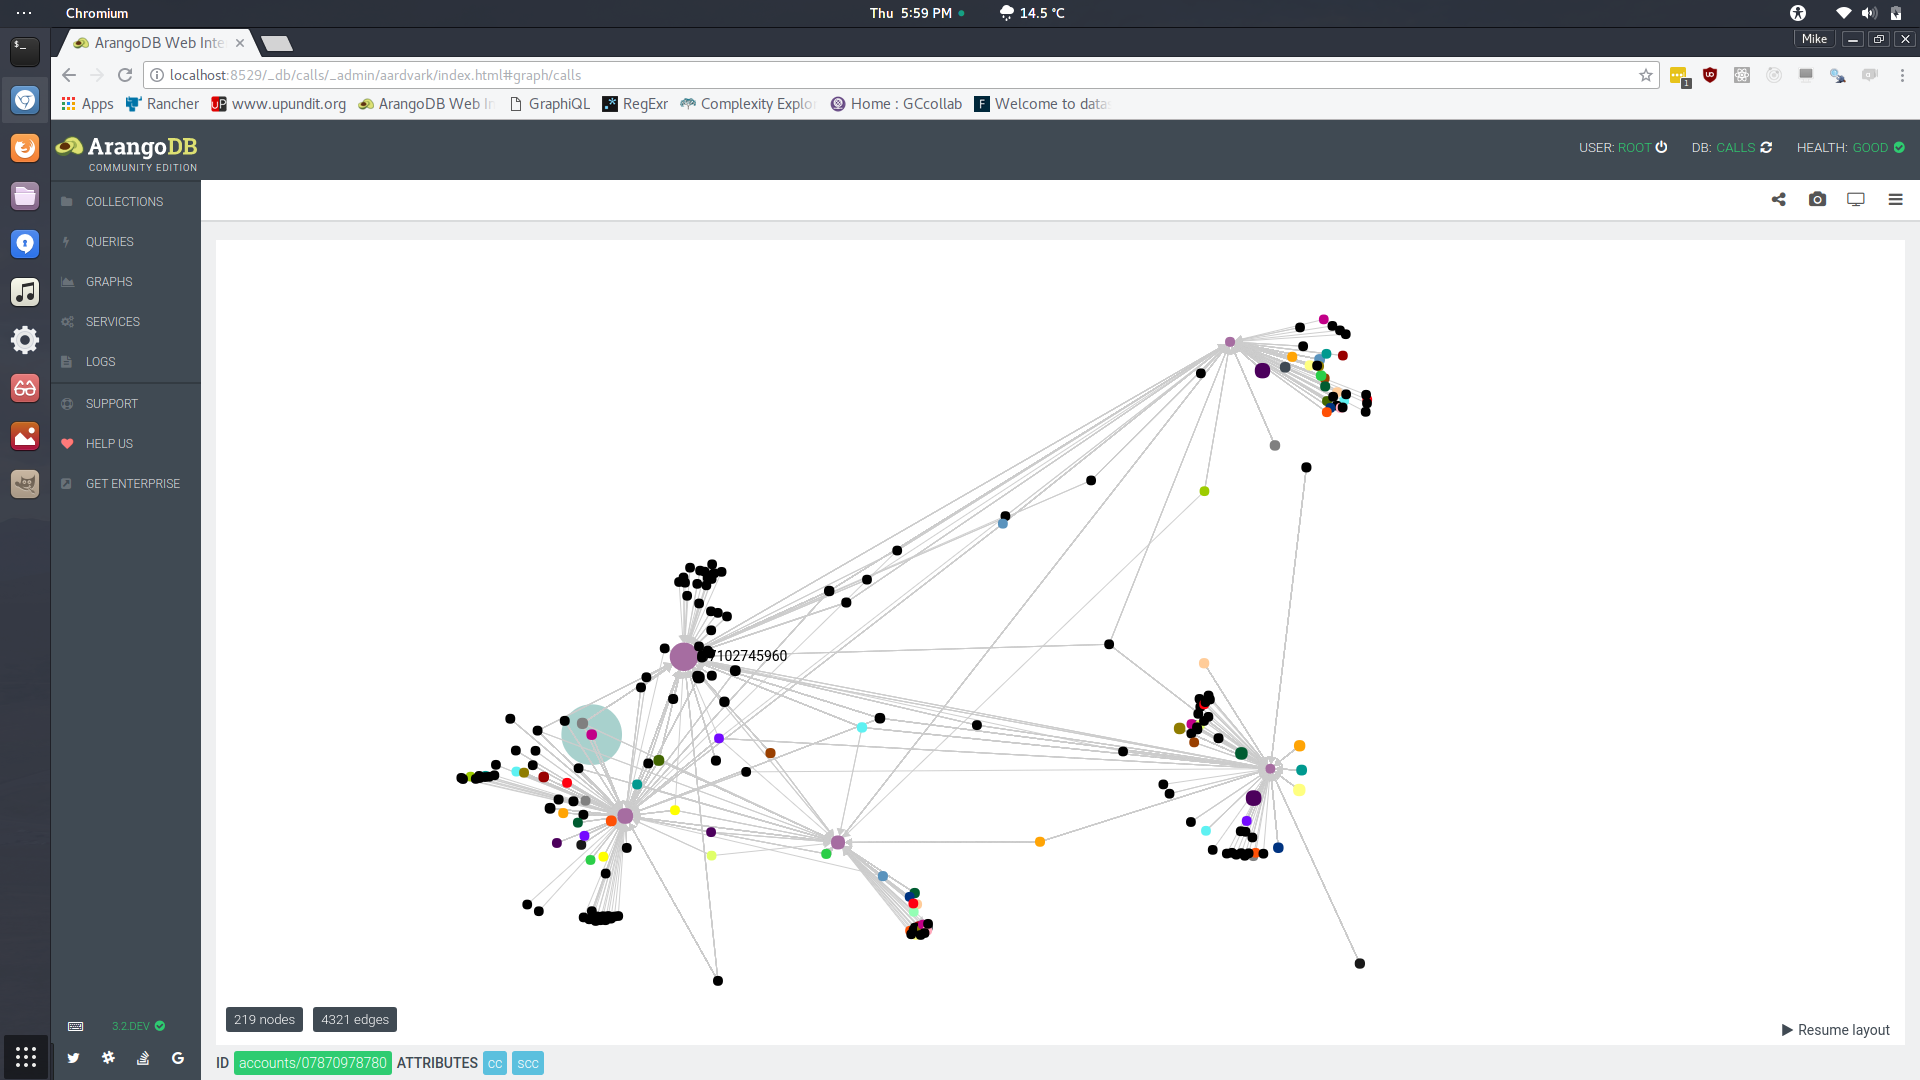 Chromium Thu 5:59 PM 14.5 °C
ArangoDB Web Inte Mike
localhost:8529/_db/calls/_admin/aardvark/index.html#graph/calls 1
Apps Rancher www.upundit.org ArangoDB Web In GraphiQL RegExr Complexity Explo Home : GCcollab Welcome to data
ArangoDB
COMMUNITY EDITION
USER: ROOT DB: CALLS HEALTH: GOOD
COLLECTIONS
QUERIES
GRAPHS
SERVICES
LOGS
SUPPORT
HELP US
GET ENTERPRISE
7102745960
219 nodes 4321 edges
3.2.DEV
Resume layout
ID accounts/07870978780 ATTRIBUTES cc scc